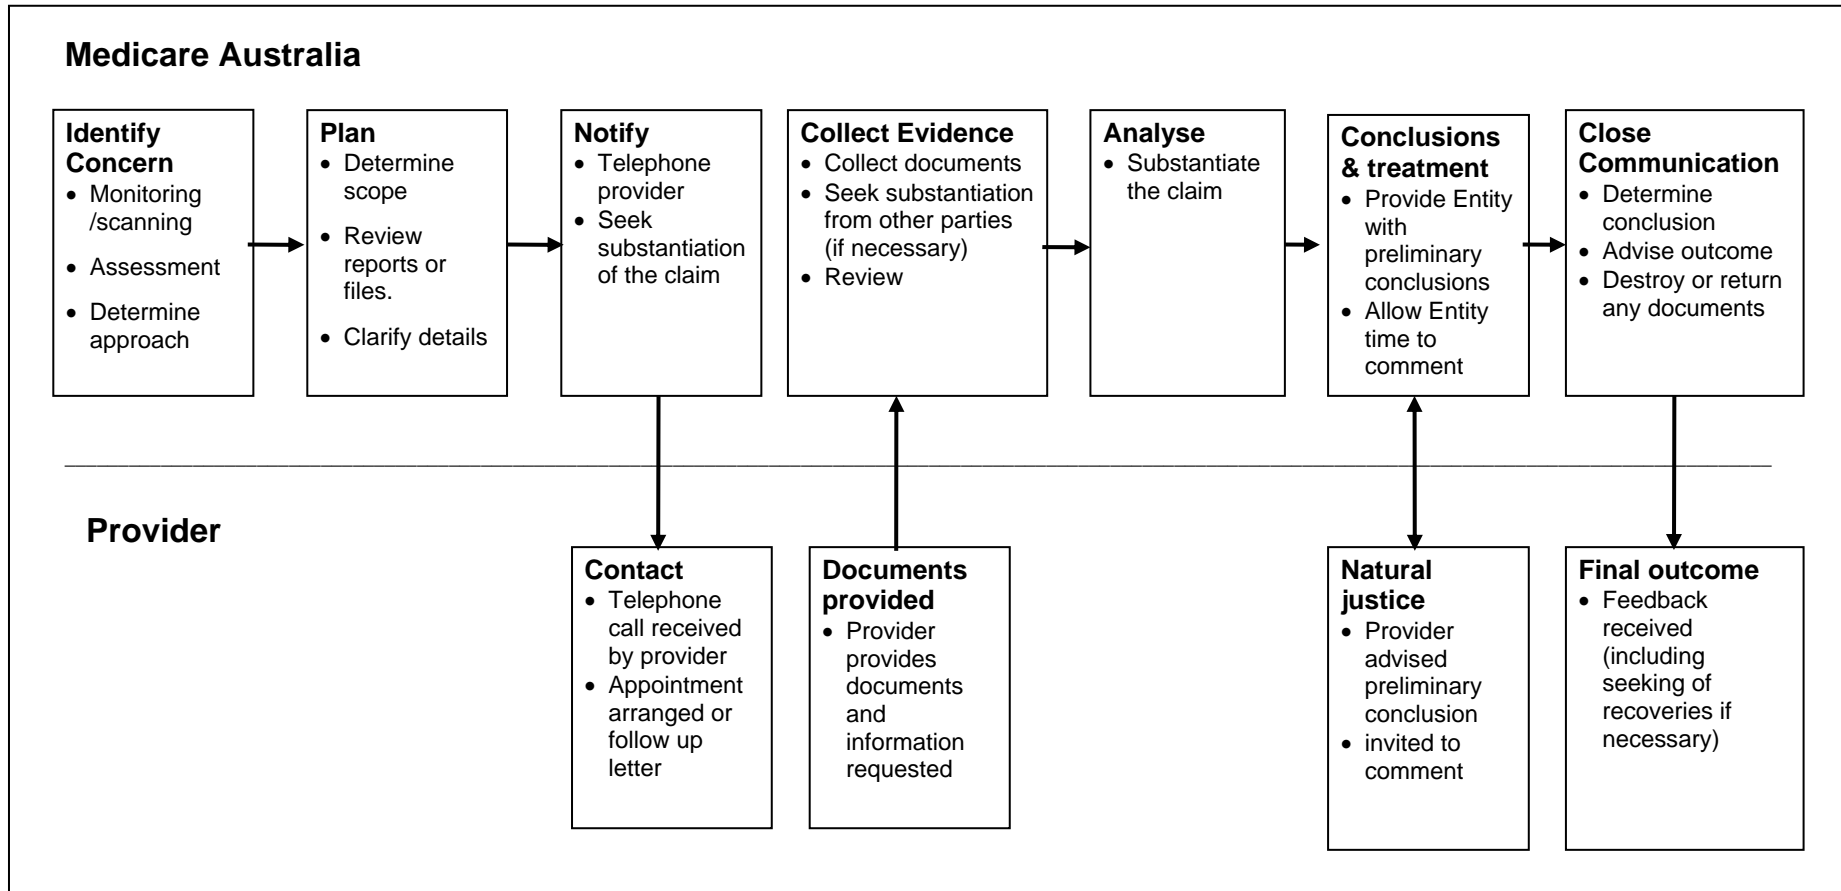 Medicare Australia
Identify
Concern
• Monitoring
/scanning
• Assessment
• Determine
approach
Plan
• Determine
scope
• Review
reports or
files.
• Clarify details
Notify
• Telephone
provider
• Seek
substantiation
of the claim
Collect Evidence
• Collect documents
• Seek substantiation
from other parties
(if necessary)
• Review
Analyse
• Substantiate
the claim
Conclusions
& treatment
• Provide Entity
with
preliminary
conclusions
• Allow Entity
time to
comment
Close
Communication
• Determine
conclusion
• Advise outcome
• Destroy or return
any documents
Provider
Contact
• Telephone
call received
by provider
• Appointment
arranged or
follow up
letter
Documents
provided
• Provider
provides
documents
and
information
requested
Natural
justice
• Provider
advised
preliminary
conclusion
• invited to
comment
Final outcome
• Feedback
received
(including
seeking of
recoveries if
necessary)